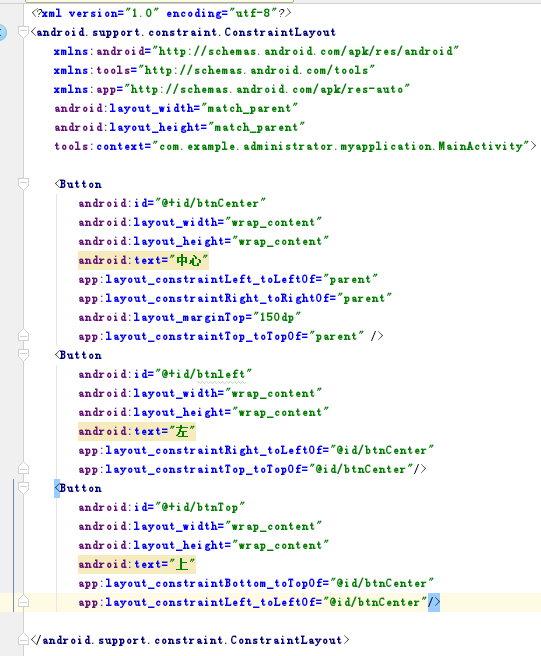 <?xml version="1.0" encoding="utf-8"?>
<android.support.constraint.ConstraintLayout
xmlns:android="http://schemas.android.com/apk/res/android"
xmlns:tools="http://schemas.android.com/tools"
xmlns:app="http://schemas.android.com/apk/res-auto"
android:layout_width="match_parent"
android:layout_height="match_parent"
tools:context="com.example.administrator.myapplication.MainActivity">
<Button
android:id="@+id/btnCenter"
android:layout_width="wrap_content"
android:layout_height="wrap_content"
android:text="中心"
app:layout_constraintLeft_toLeftOf="parent"
app:layout_constraintRight_toRightOf="parent"
android:layout_marginTop="150dp"
app:layout_constraintTop_toTopOf="parent" />
<Button
android:id="@+id/btnleft"
android:layout_width="wrap_content"
android:layout_height="wrap_content"
android:text="左"
app:layout_constraintRight_toLeftOf="@id/btnCenter"
app:layout_constraintTop_toTopOf="@id/btnCenter"/>
<Button
android:id="@+id/btnTop"
android:layout_width="wrap_content"
android:layout_height="wrap_content"
android:text="上"
app:layout_constraintBottom_toTopOf="@id/btnCenter"
app:layout_constraintLeft_toLeftOf="@id/btnCenter"/>
</android.support.constraint.ConstraintLayout>